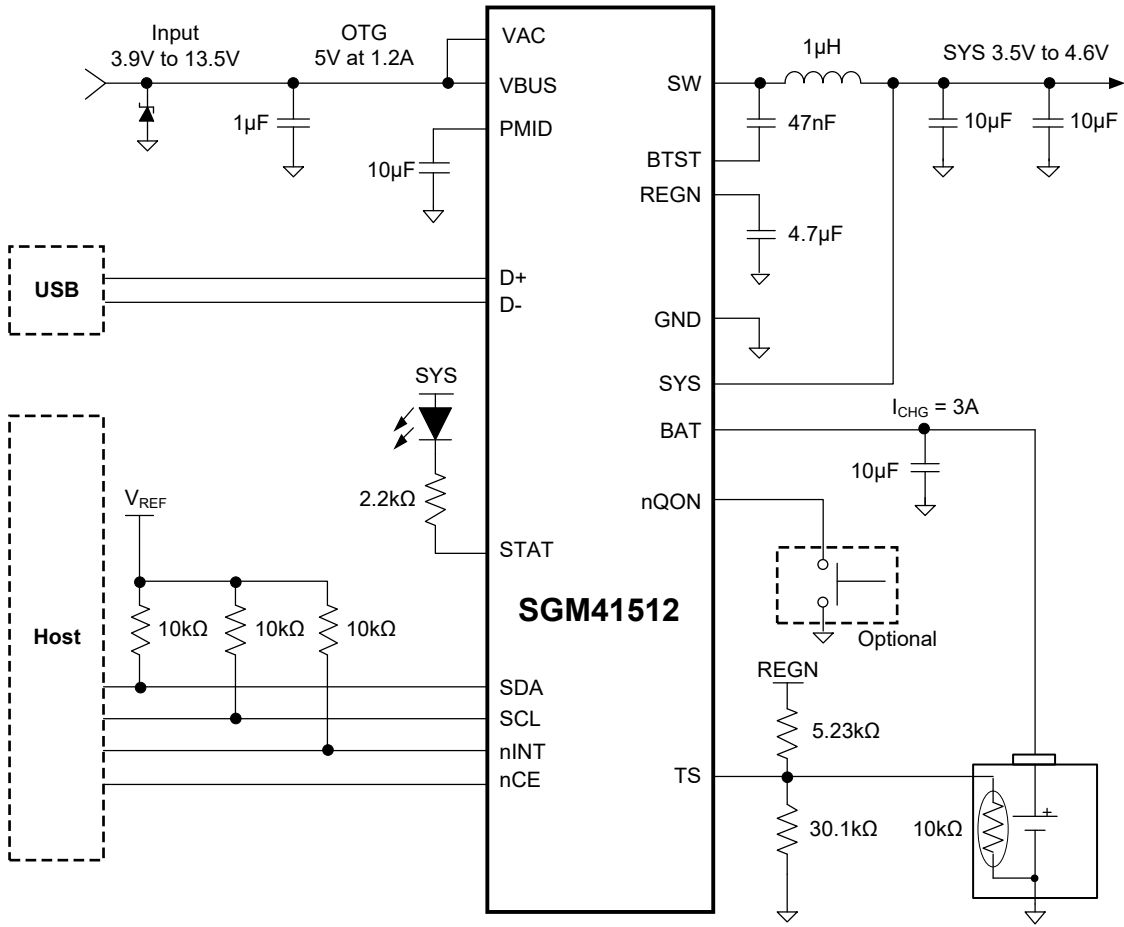 Input
3.9V to 13.5V
OTG
5V at 1.2A
VAC
VBUS
PMID
1µF
10µF
USB
D+
D-
SYS
2.2kΩ
STAT
Host
VREF
10kΩ
10kΩ
10kΩ
SDA
SCL
nINT
nCE
SGM41512
SW
1µH
SYS 3.5V to 4.6V
47nF
10µF
10µF
BTST
REGN
4.7µF
GND
SYS
BAT
ICHG = 3A
10µF
nQON
Optional
REGN
5.23kΩ
TS
30.1kΩ
10kΩ
+